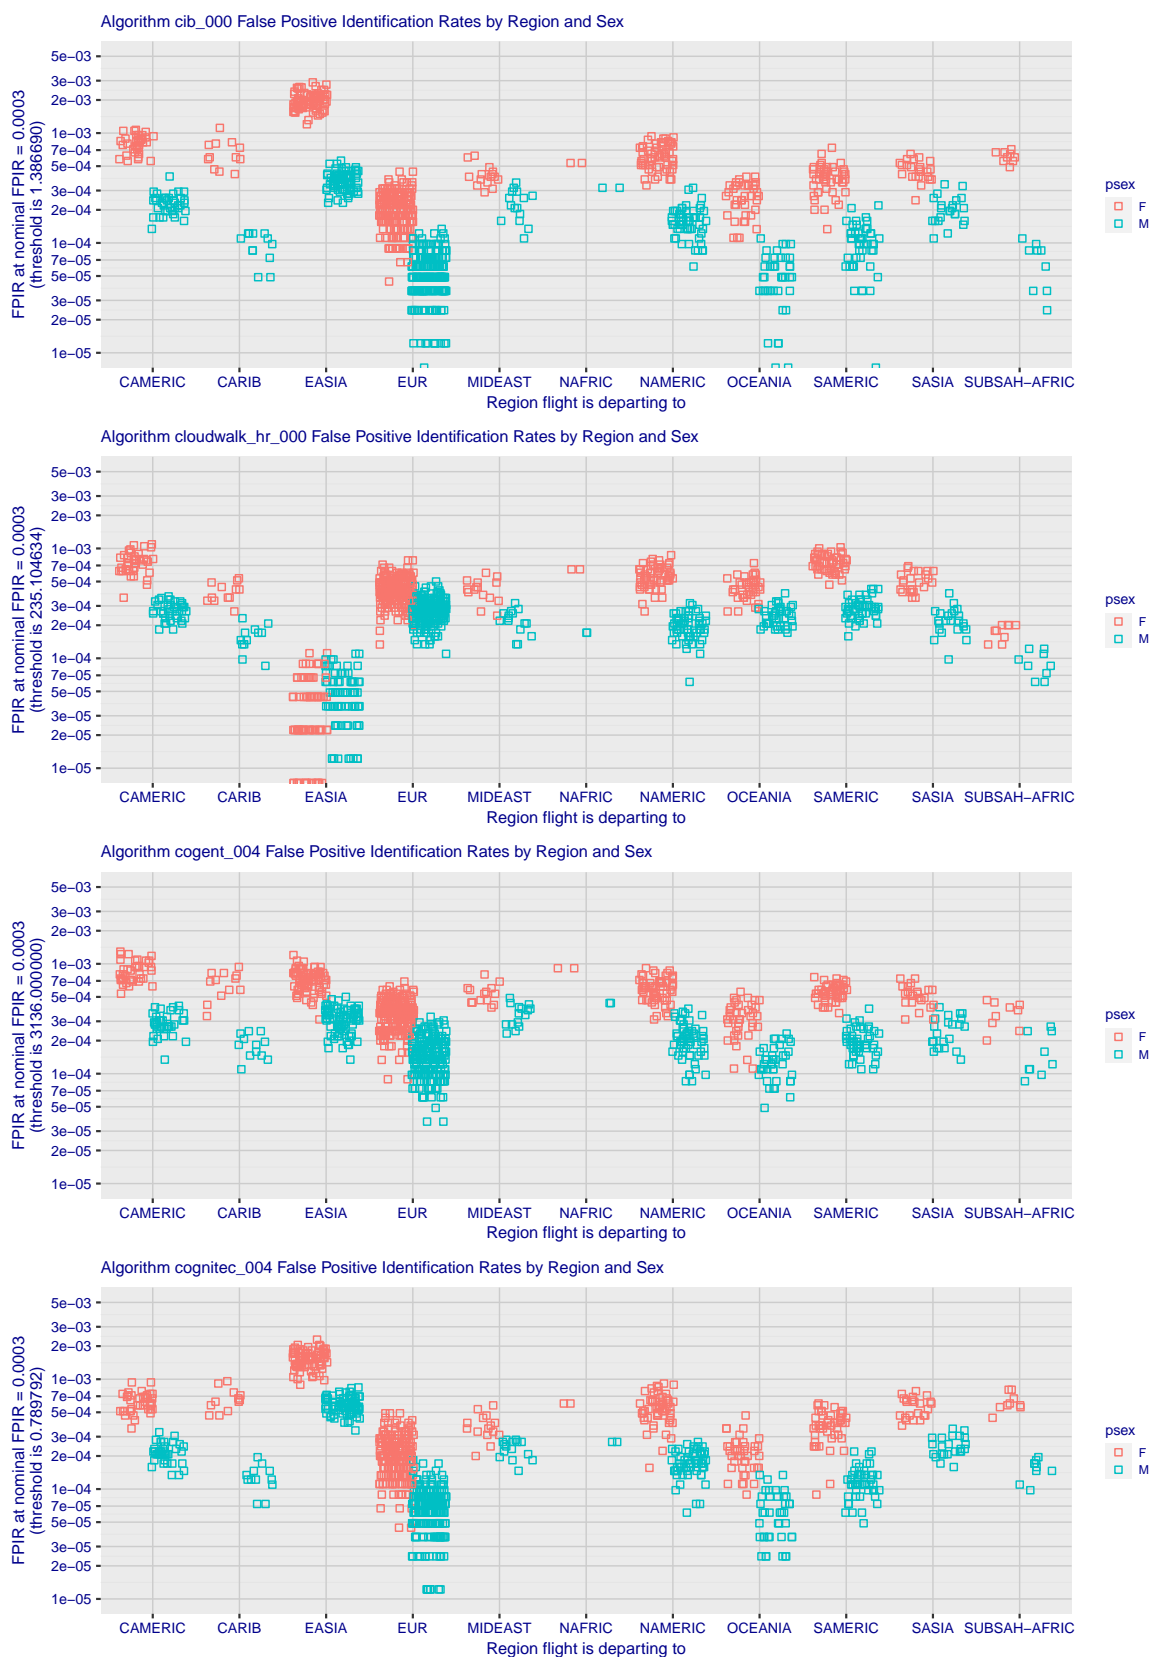 Algorithm cib_000 False Positive Identification Rates by Region and Sex
FPIR at nominal FPIR = 0.0003
(threshold is 1.386690)
5e−03
3e−03
2e−03
1e−03
7e−04
5e−04
3e−04
2e−04
1e−04
7e−05
5e−05
3e−05
2e−05
1e−05
CAMERIC CARIB EASIA EUR MIDEAST NAFRIC NAMERIC OCEANIA SAMERIC SASIA SUBSAH−AFRIC
Region flight is departing to
psex
F
M
Algorithm cloudwalk_hr_000 False Positive Identification Rates by Region and Sex
FPIR at nominal FPIR = 0.0003
(threshold is 235.104634)
5e−03
3e−03
2e−03
1e−03
7e−04
5e−04
3e−04
2e−04
1e−04
7e−05
5e−05
3e−05
2e−05
1e−05
CAMERIC CARIB EASIA EUR MIDEAST NAFRIC NAMERIC OCEANIA SAMERIC SASIA SUBSAH−AFRIC
Region flight is departing to
psex
F
M
Algorithm cogent_004 False Positive Identification Rates by Region and Sex
FPIR at nominal FPIR = 0.0003
(threshold is 3136.000000)
5e−03
3e−03
2e−03
1e−03
7e−04
5e−04
3e−04
2e−04
1e−04
7e−05
5e−05
3e−05
2e−05
1e−05
CAMERIC CARIB EASIA EUR MIDEAST NAFRIC NAMERIC OCEANIA SAMERIC SASIA SUBSAH−AFRIC
Region flight is departing to
psex
F
M
Algorithm cognitec_004 False Positive Identification Rates by Region and Sex
FPIR at nominal FPIR = 0.0003
(threshold is 0.789792)
5e−03
3e−03
2e−03
1e−03
7e−04
5e−04
3e−04
2e−04
1e−04
7e−05
5e−05
3e−05
2e−05
1e−05
CAMERIC CARIB EASIA EUR MIDEAST NAFRIC NAMERIC OCEANIA SAMERIC SASIA SUBSAH−AFRIC
Region flight is departing to
psex
F
M